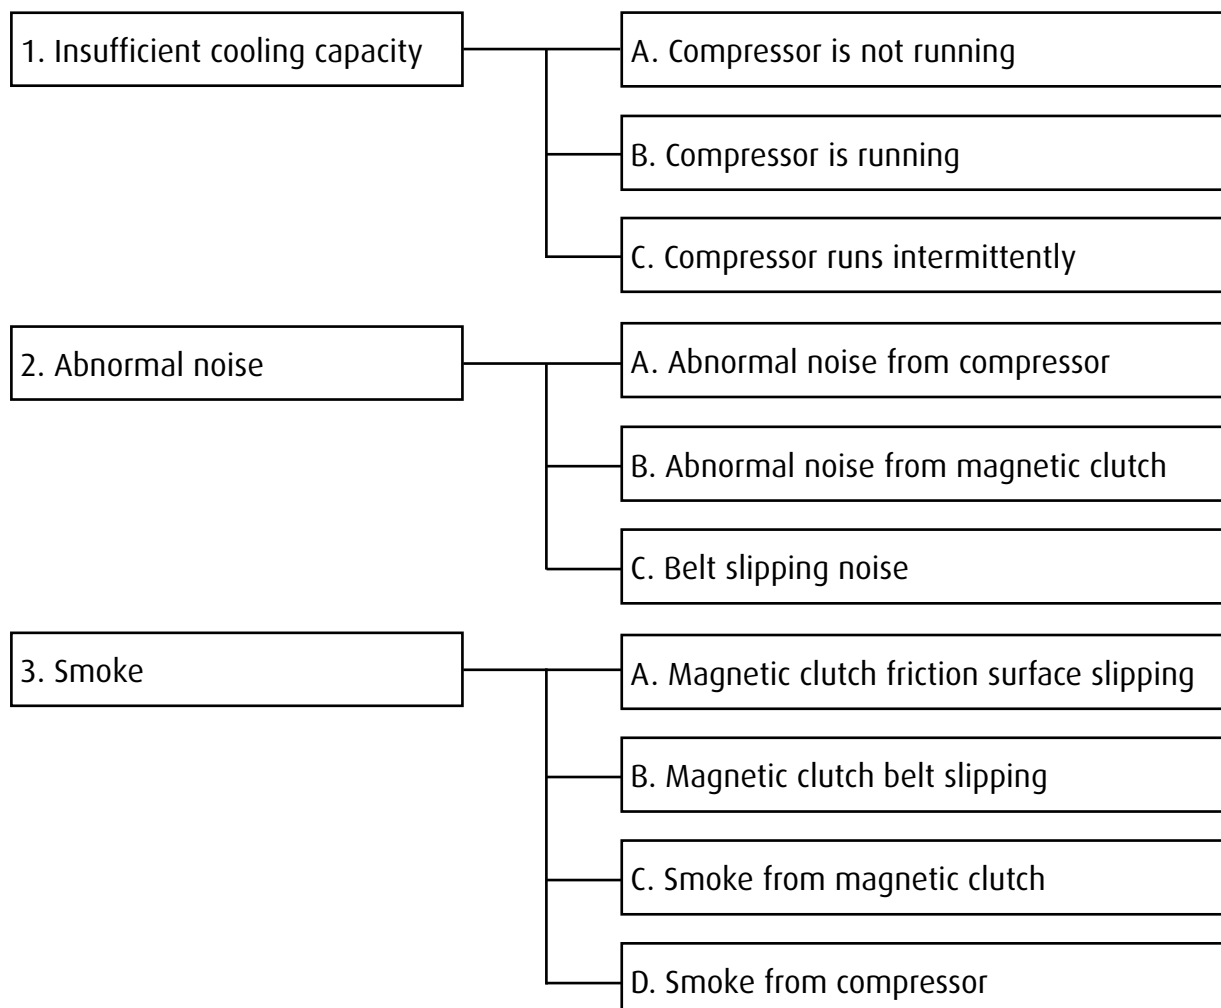 1. Insufficient cooling capacity
A. Compressor is not running
B. Compressor is running
C. Compressor runs intermittently
2. Abnormal noise
A. Abnormal noise from compressor
B. Abnormal noise from magnetic clutch
C. Belt slipping noise
3. Smoke
A. Magnetic clutch friction surface slipping
B. Magnetic clutch belt slipping
C. Smoke from magnetic clutch
D. Smoke from compressor